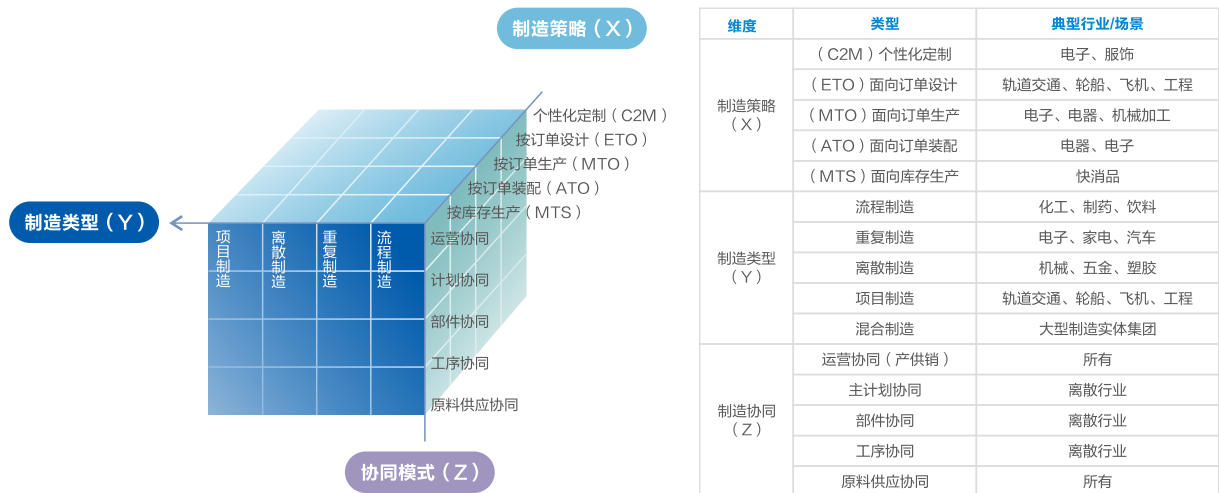 制造策略（X）
个性化定制（C2M）
按订单设计（ETO）
按订单生产（MTO）
按订单装配（ATO）
按库存生产（MTS）
制造类型（Y）
项目制造
离散制造
重复制造
流程制造
运营协同
计划协同
部件协同
工序协同
原料供应协同
协同模式（Z）
维度 类型 典型行业/场景
制造策略（X）
（C2M）个性化定制 电子、服饰
（ETO）面向订单设计 轨道交通、轮船、飞机、工程
（MTO）面向订单生产 电子、电器、机械加工
（ATO）面向订单装配 电器、电子
（MTS）面向库存生产 快消品
制造类型（Y）
流程制造 化工、制药、饮料
重复制造 电子、家电、汽车
离散制造 机械、五金、塑胶
项目制造 轨道交通、轮船、飞机、工程
混合制造 大型制造实体集团
制造协同（Z）
运营协同（产供销） 所有
主计划协同 离散行业
部件协同 离散行业
工序协同 离散行业
原料供应协同 所有